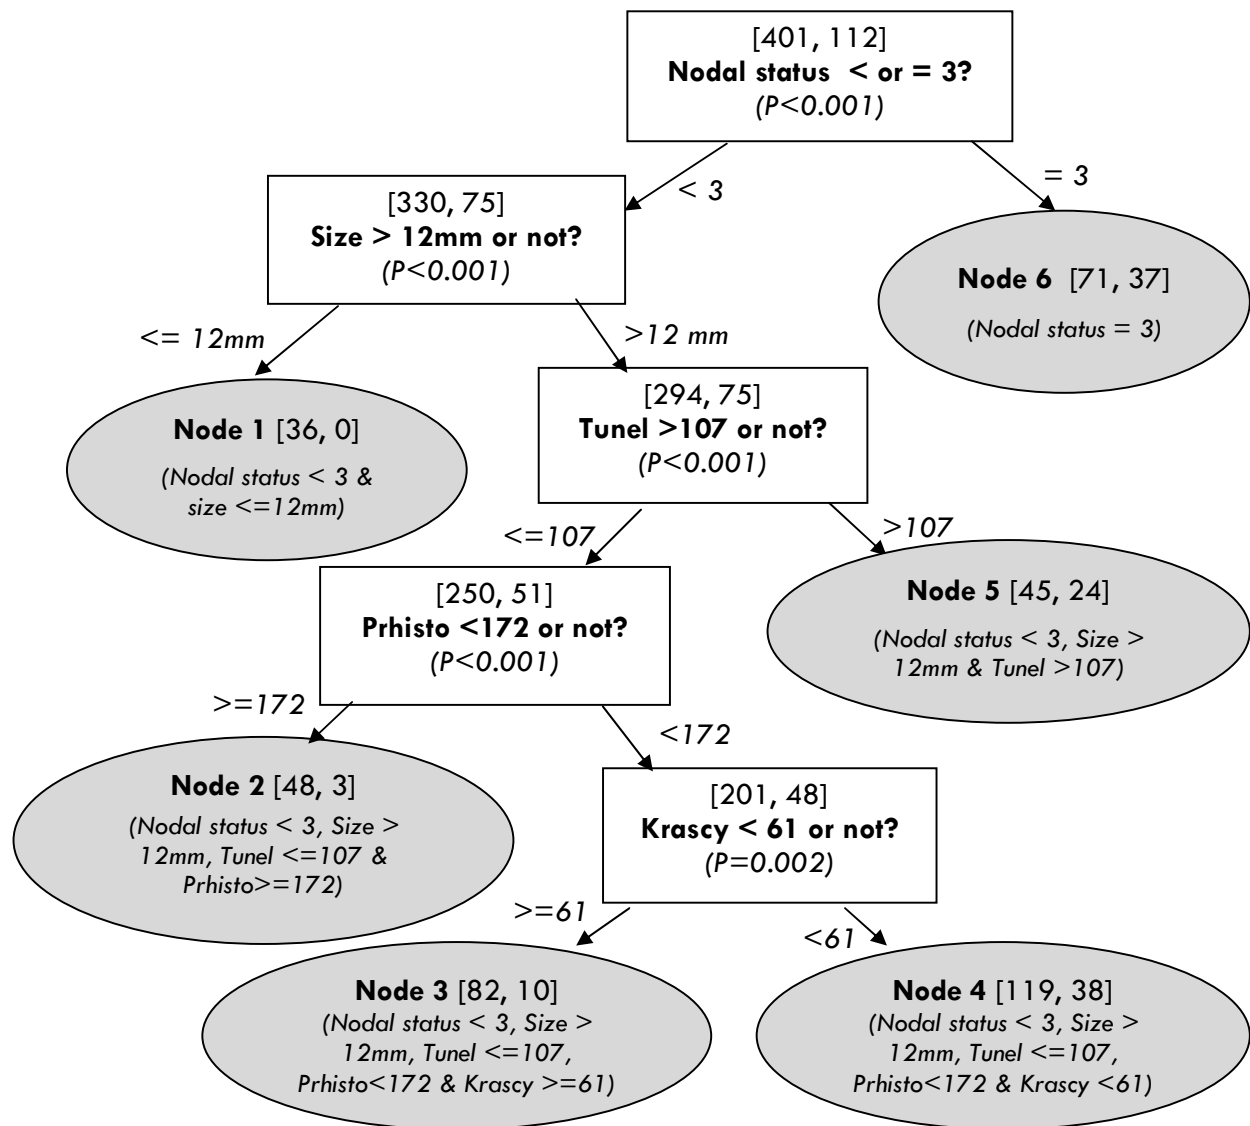 [401, 112]
Nodal status < or = 3?
(P<0.001)
< 3
= 3
[330, 75]
Size > 12mm or not?
(P<0.001)
Node 6 [71, 37]
(Nodal status = 3)
<= 12mm
>12 mm
Node 1 [36, 0]
(Nodal status < 3 &
size <=12mm)
[294, 75]
Tunel >107 or not?
(P<0.001)
<=107
>107
[250, 51]
Prhisto <172 or not?
(P<0.001)
Node 5 [45, 24]
(Nodal status < 3, Size >
12mm & Tunel >107)
>=172
<172
Node 2 [48, 3]
(Nodal status < 3, Size >
12mm, Tunel <=107 &
Prhisto>=172)
[201, 48]
Krascy < 61 or not?
(P=0.002)
>=61
<61
Node 3 [82, 10]
(Nodal status < 3, Size >
12mm, Tunel <=107,
Prhisto<172 & Krascy >=61)
Node 4 [119, 38]
(Nodal status < 3, Size >
12mm, Tunel <=107,
Prhisto<172 & Krascy <61)